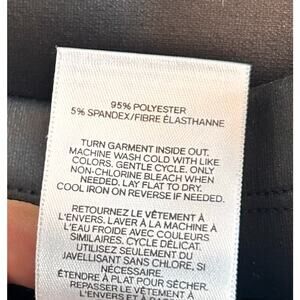 95% POLYESTER
5% SPANDEX/FIBRE ÉLASTHANNE
TURN GARMENT INSIDE OUT.
MACHINE WASH COLD WITH LIKE
COLORS. GENTLE CYCLE. ONLY
NON-CHLORINE BLEACH WHEN
NEEDED. LAY FLAT TO DRY.
COOL IRON ON REVERSE IF NEEDED.
RETOURNEZ LE VÊTEMENT À
L'ENVERS. LAVER À LA MACHINE À
L'EAU FROIDE AVEC COULEURS
SIMILAIRES. CYCLE DÉLICAT.
UTILISEZ SEULEMENT DU
JAVELLISANT SANS CHLORE, SI
NÉCESSAIRE.
ÉTENDRE À PLAT POUR SÉCHER.
REPASSER LE VÊTEMENT À
L'ENVERS ET À